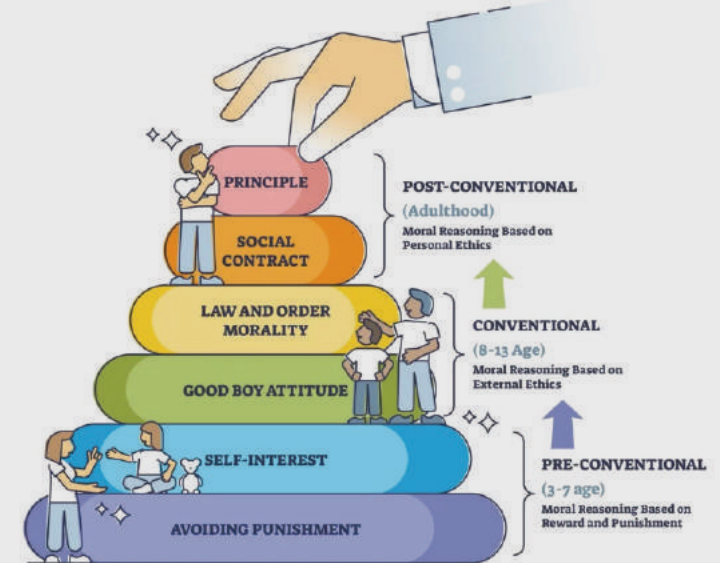 PRINCIPLE
SOCIAL
CONTRACT
LAW AND ORDER
MORALITY
GOOD BOY ATTITUDE
SELF-INTEREST
AVOIDING PUNISHMENT
POST-CONVENTIONAL
(Adulthood)
Moral Reasoning Based on
Personal Ethics
CONVENTIONAL
(8-13 Age)
Moral Reasoning Based on
External Ethics
PRE-CONVENTIONAL
(3-7 age)
Moral Reasoning Based on
Reward and Punishment